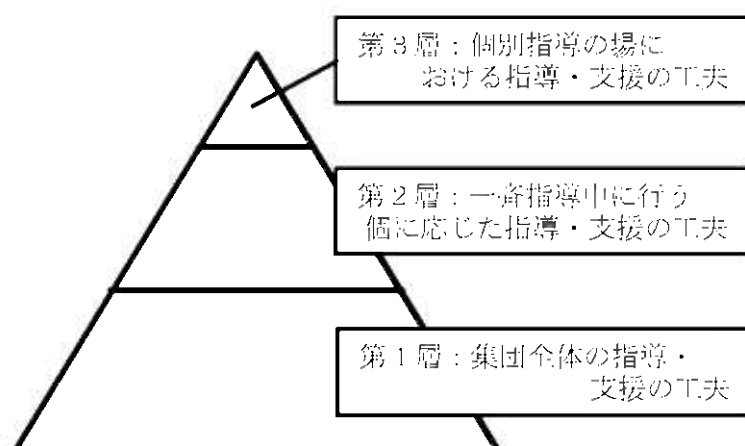 第３層：個別指導の場に
おける指導・支援の工夫
第２層：一斉指導中に行う
個に応じた指導・支援の工夫
第１層：集団全体の指導・
支援の工夫